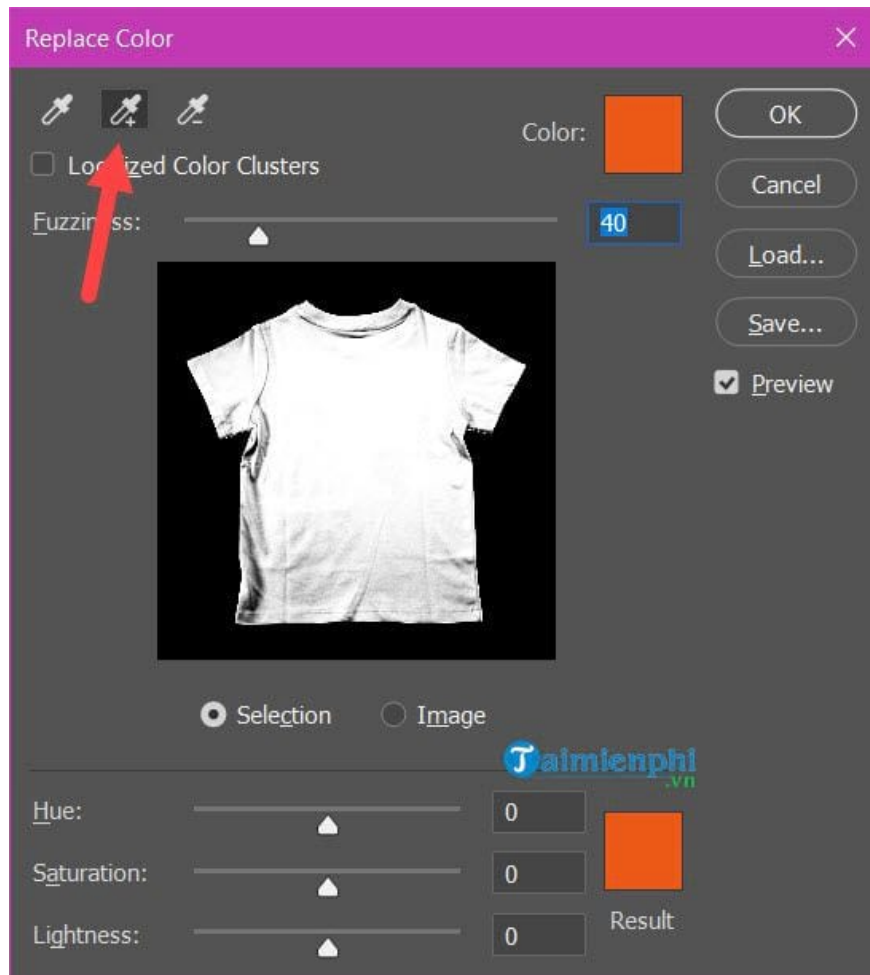 Replace Color
Color:
OK
Localized Color Clusters
Cancel
Fuzziness:
40
Load...
Save...
Preview
Selection
Image
Taimienphi
.vn
Hue:
0
Saturation:
0
Lightness:
0
Result